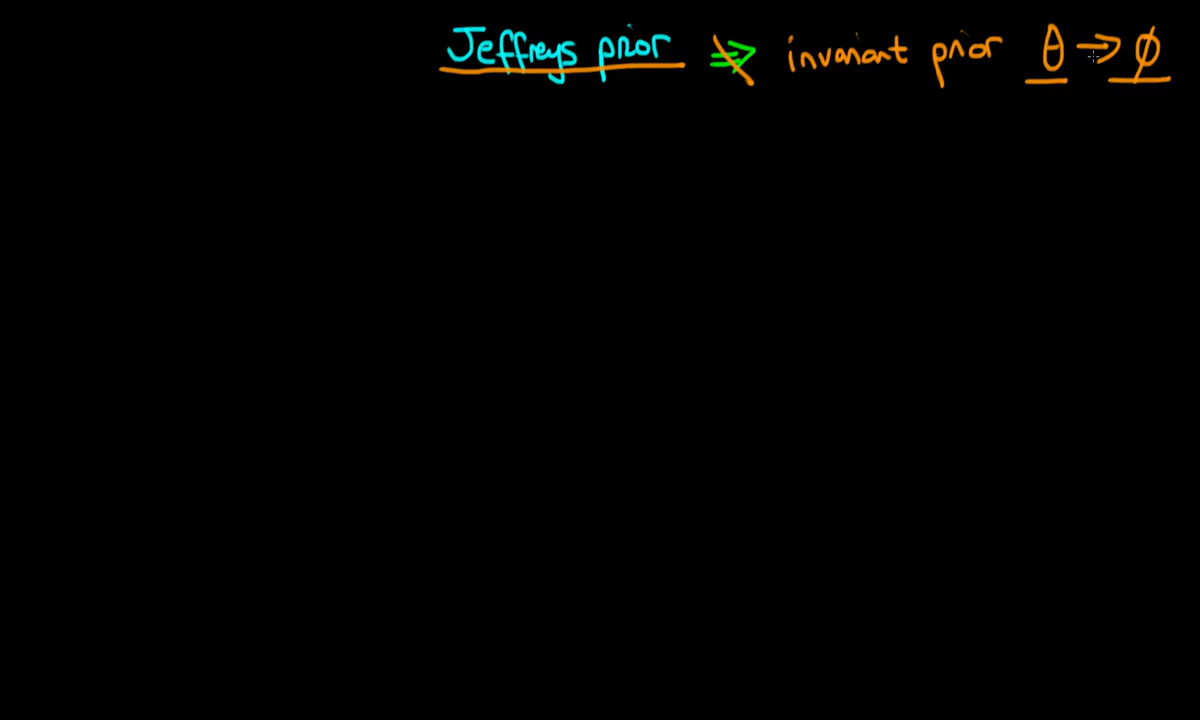 Jeffreys prior ⇏ invariant prior θ → ϕ